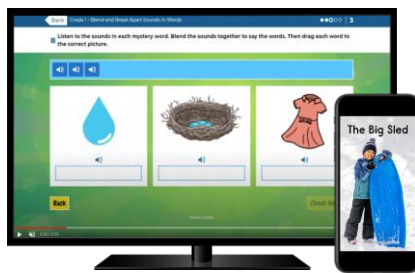 Back Grade 1 - Blend and Break Apart Sounds in Words 3
Listen to the sounds in each mystery word. Blend the sounds together to say the words. Then drag each word to
the correct picture.
The Big Sled
Back